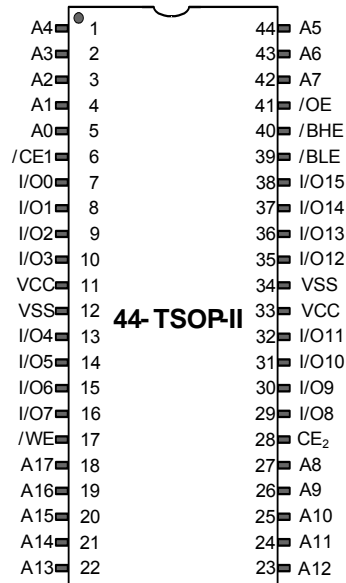 A4 1 44 A5
A3 2 43 A6
A2 3 42 A7
A1 4 41 /OE
A0 5 40 /BHE
/CE1 6 39 /BLE
I/O0 7 38 I/O15
I/O1 8 37 I/O14
I/O2 9 36 I/O13
I/O3 10 35 I/O12
VCC 11 34 VSS
VSS 12 33 VCC
44-TSOP-II
I/O4 13 32 I/O11
I/O5 14 31 I/O10
I/O6 15 30 I/O9
I/O7 16 29 I/O8
/WE 17 28 CE₂
A17 18 27 A8
A16 19 26 A9
A15 20 25 A10
A14 21 24 A11
A13 22 23 A12